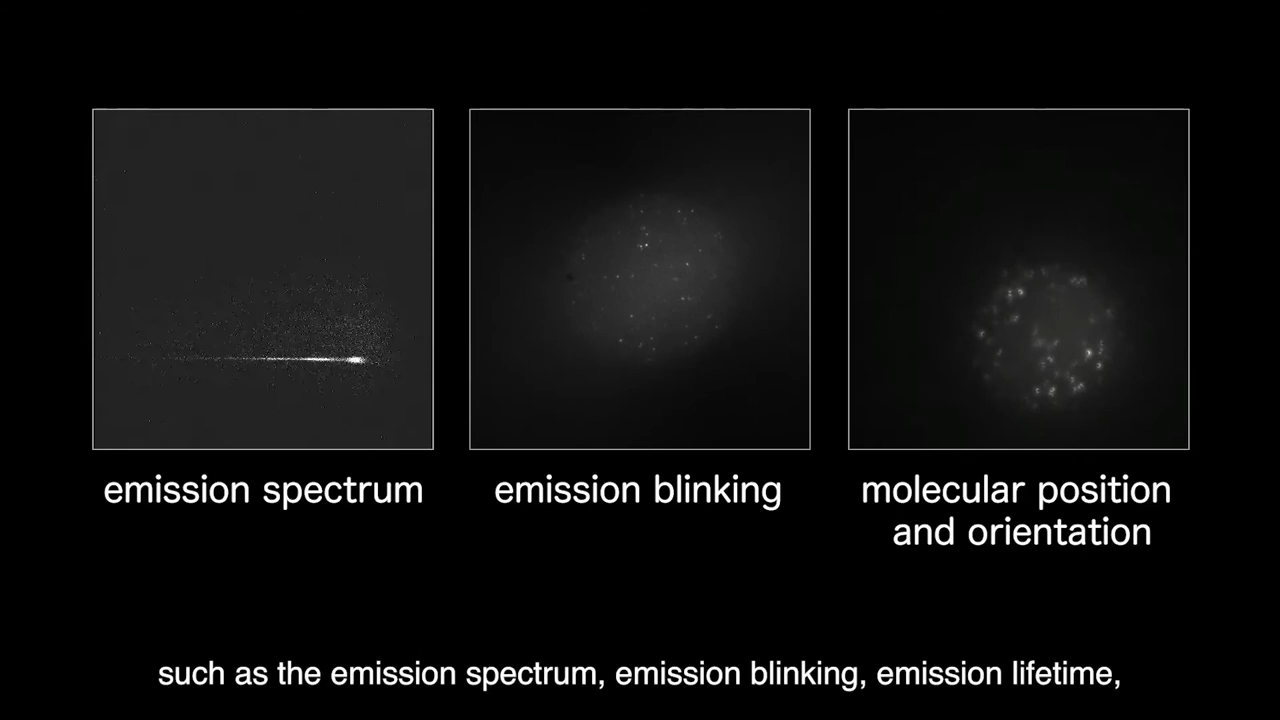 emission spectrum
emission blinking
molecular position
and orientation
such as the emission spectrum, emission blinking, emission lifetime,